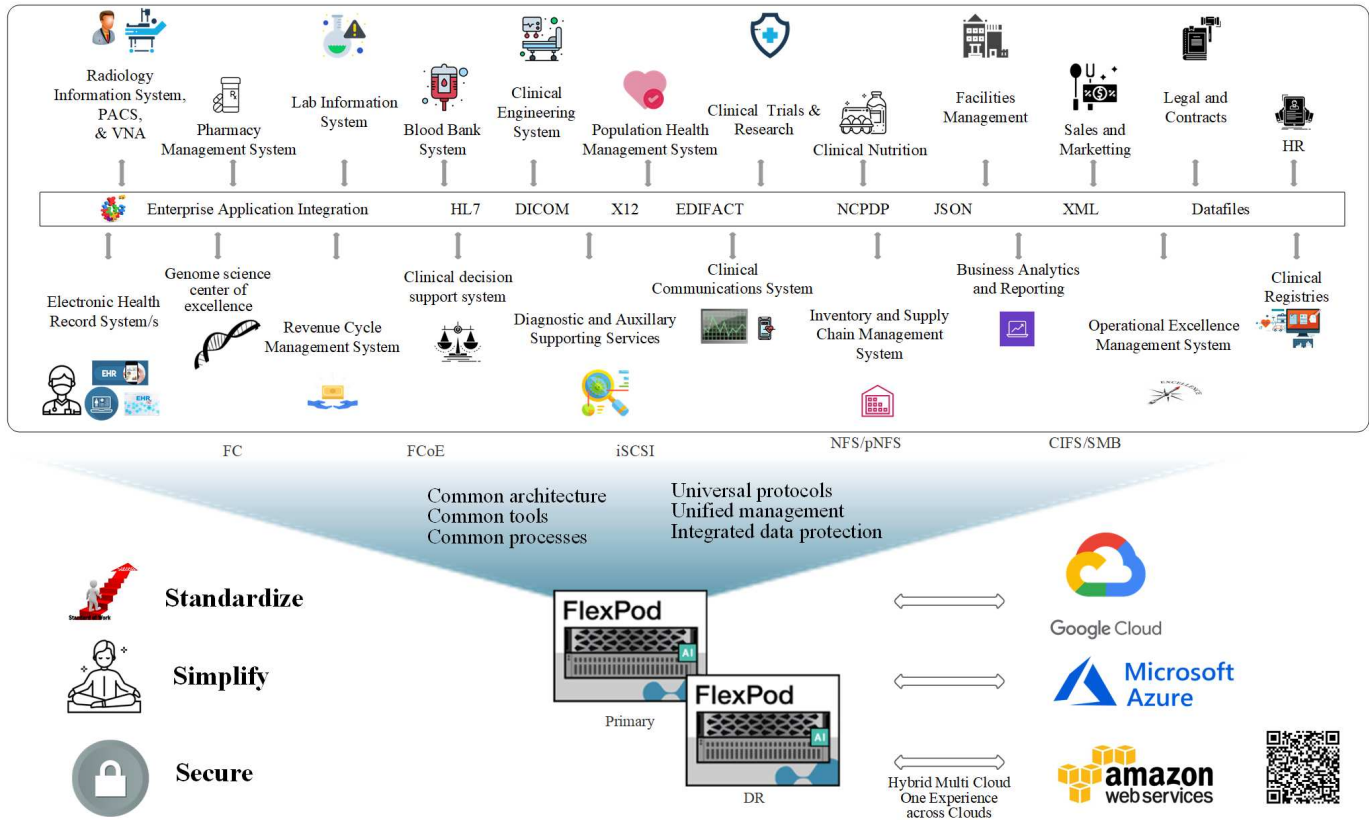 Radiology
Information System,
PACS,
& VNA
Pharmacy
Management System
Lab Information
System
Blood Bank
System
Clinical
Engineering
System
Population Health
Management System
Clinical Trials &
Research
Clinical Nutrition
Facilities
Management
Sales and
Marketting
Legal and
Contracts
HR
Enterprise Application Integration
HL7
DICOM
X12
EDIFACT
NCPDP
JSON
XML
Datafiles
Electronic Health
Record System/s
EHR
EHR
Genome science
center of
excellence
Revenue Cycle
Management System
Clinical decision
support system
Diagnostic and Auxillary
Supporting Services
Clinical
Communications System
Inventory and Supply
Chain Management
System
Business Analytics
and Reporting
Operational Excellence
Management System
EXCELLENCE
Clinical
Registries
FC
FCoE
iSCSI
NFS/pNFS
CIFS/SMB
Common architecture
Common tools
Common processes
Universal protocols
Unified management
Integrated data protection
Standardize
Simplify
Secure
FlexPod
AI
Primary
FlexPod
AI
DR
Google Cloud
Microsoft
Azure
amazon
web services
Hybrid Multi Cloud
One Experience
across Clouds